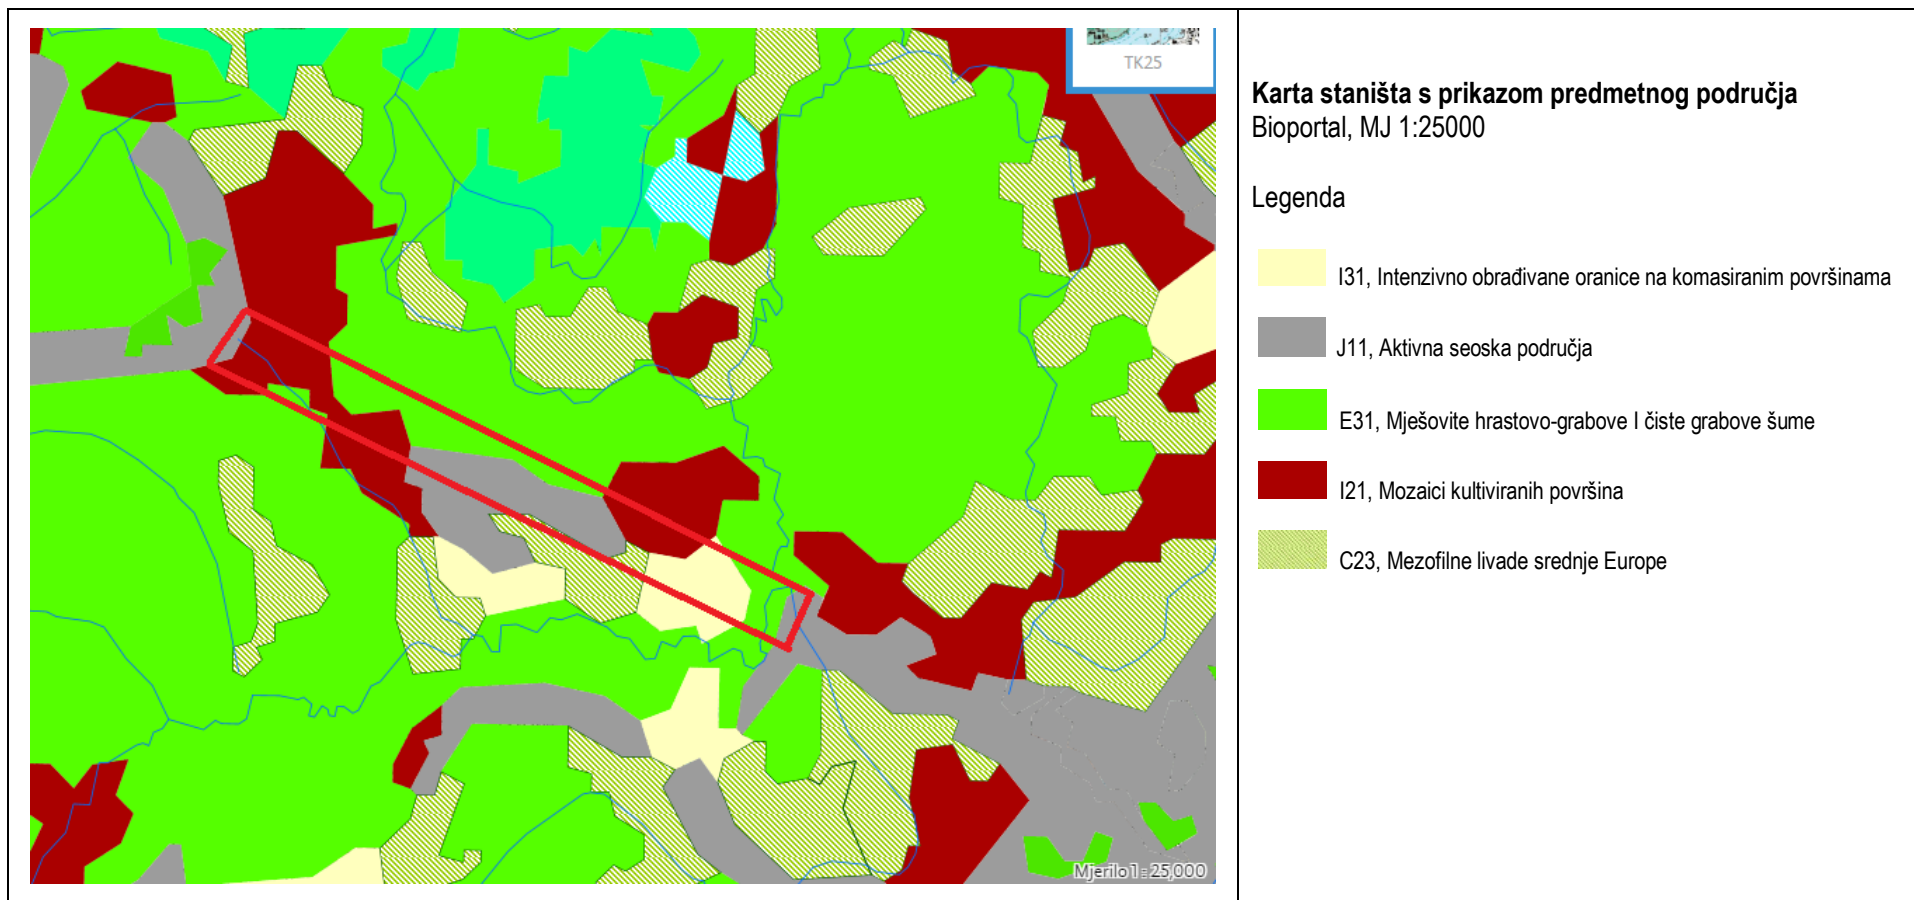 TK25
Mjerilo 1 : 25,000
Karta staništa s prikazom predmetnog područja
Bioportal, MJ 1:25000
Legenda
I31, Intenzivno obrađivane oranice na komasiranim površinama
J11, Aktivna seoska područja
E31, Mješovite hrastovo-grabove I čiste grabove šume
I21, Mozaici kultiviranih površina
C23, Mezofilne livade srednje Europe